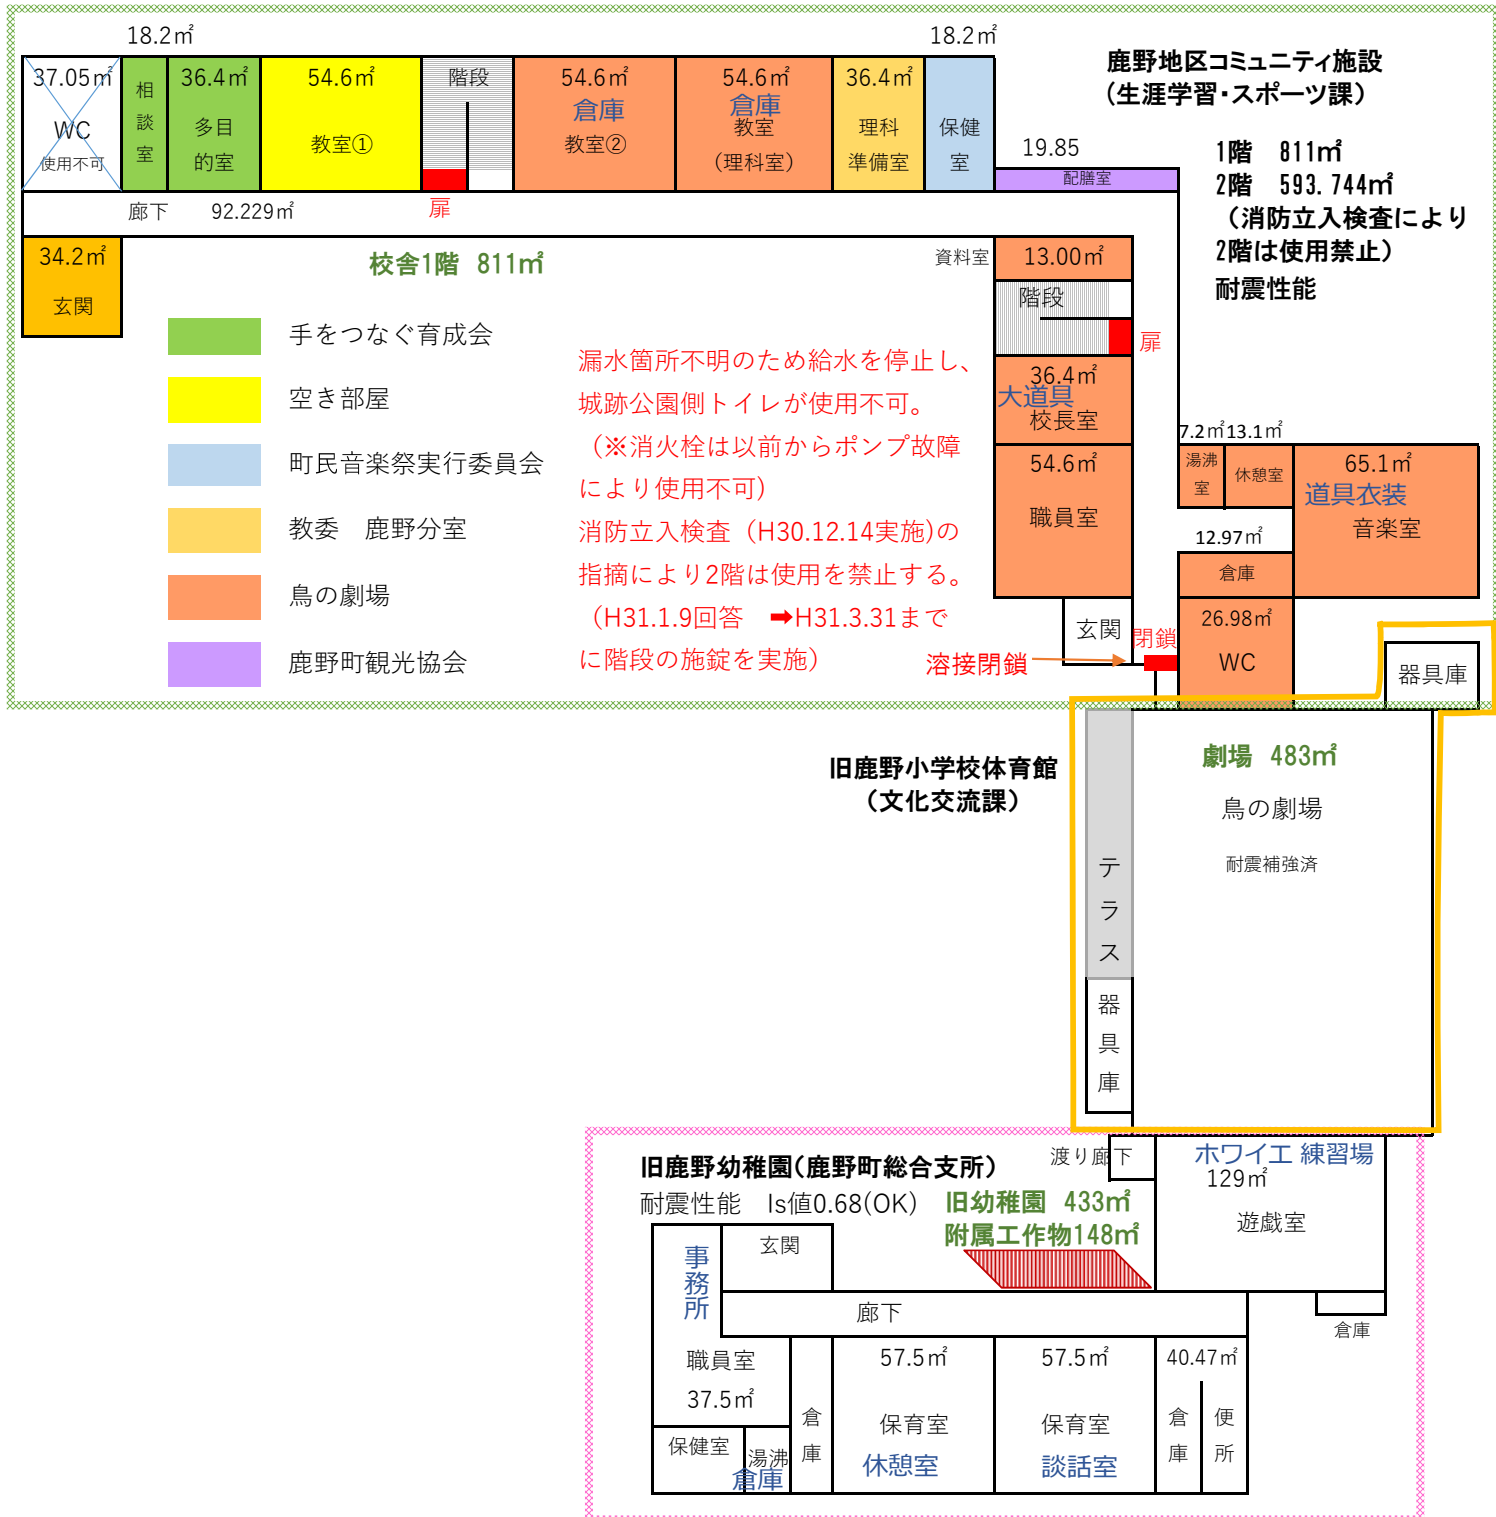 18.2㎡
18.2㎡
鹿野地区コミュニティ施設
(生涯学習・スポーツ課)
37.05㎡
WC
使用不可
相談室
36.4㎡
多目的室
54.6㎡
教室①
階段
54.6㎡
倉庫
教室②
54.6㎡
倉庫
教室
(理科室)
36.4㎡
理科
準備室
保健室
19.85
配膳室
1階 811㎡
2階 593.744㎡
(消防立入検査により
2階は使用禁止)
耐震性能
廊下 92.229㎡
扉
34.2㎡
玄関
校舎1階 811㎡
資料室
13.00㎡
階段
扉
手をつなぐ育成会
空き部屋
町民音楽祭実行委員会
教委 鹿野分室
鳥の劇場
鹿野町観光協会
漏水箇所不明のため給水を停止し、
城跡公園側トイレが使用不可。
(※消火栓は以前からポンプ故障
により使用不可)
消防立入検査(H30.12.14実施)の
指摘により2階は使用を禁止する。
(H31.1.9回答 ➡H31.3.31まで
に階段の施錠を実施)
36.4㎡
大道具
校長室
54.6㎡
職員室
7.2㎡
13.1㎡
湯沸室
休憩室
65.1㎡
道具衣装
音楽室
12.97㎡
倉庫
26.98㎡
WC
玄関
閉鎖
溶接閉鎖
器具庫
旧鹿野小学校体育館
(文化交流課)
劇場 483㎡
鳥の劇場
耐震補強済
テラス
器具庫
旧鹿野幼稚園(鹿野町総合支所)
耐震性能 Is値0.68(OK)
旧幼稚園 433㎡
附属工作物148㎡
渡り廊下
ホワイエ 練習場
129㎡
遊戯室
事務所
玄関
廊下
倉庫
職員室
37.5㎡
保健室
湯沸
倉庫
倉庫
57.5㎡
保育室
休憩室
57.5㎡
保育室
談話室
40.47㎡
倉庫
便所